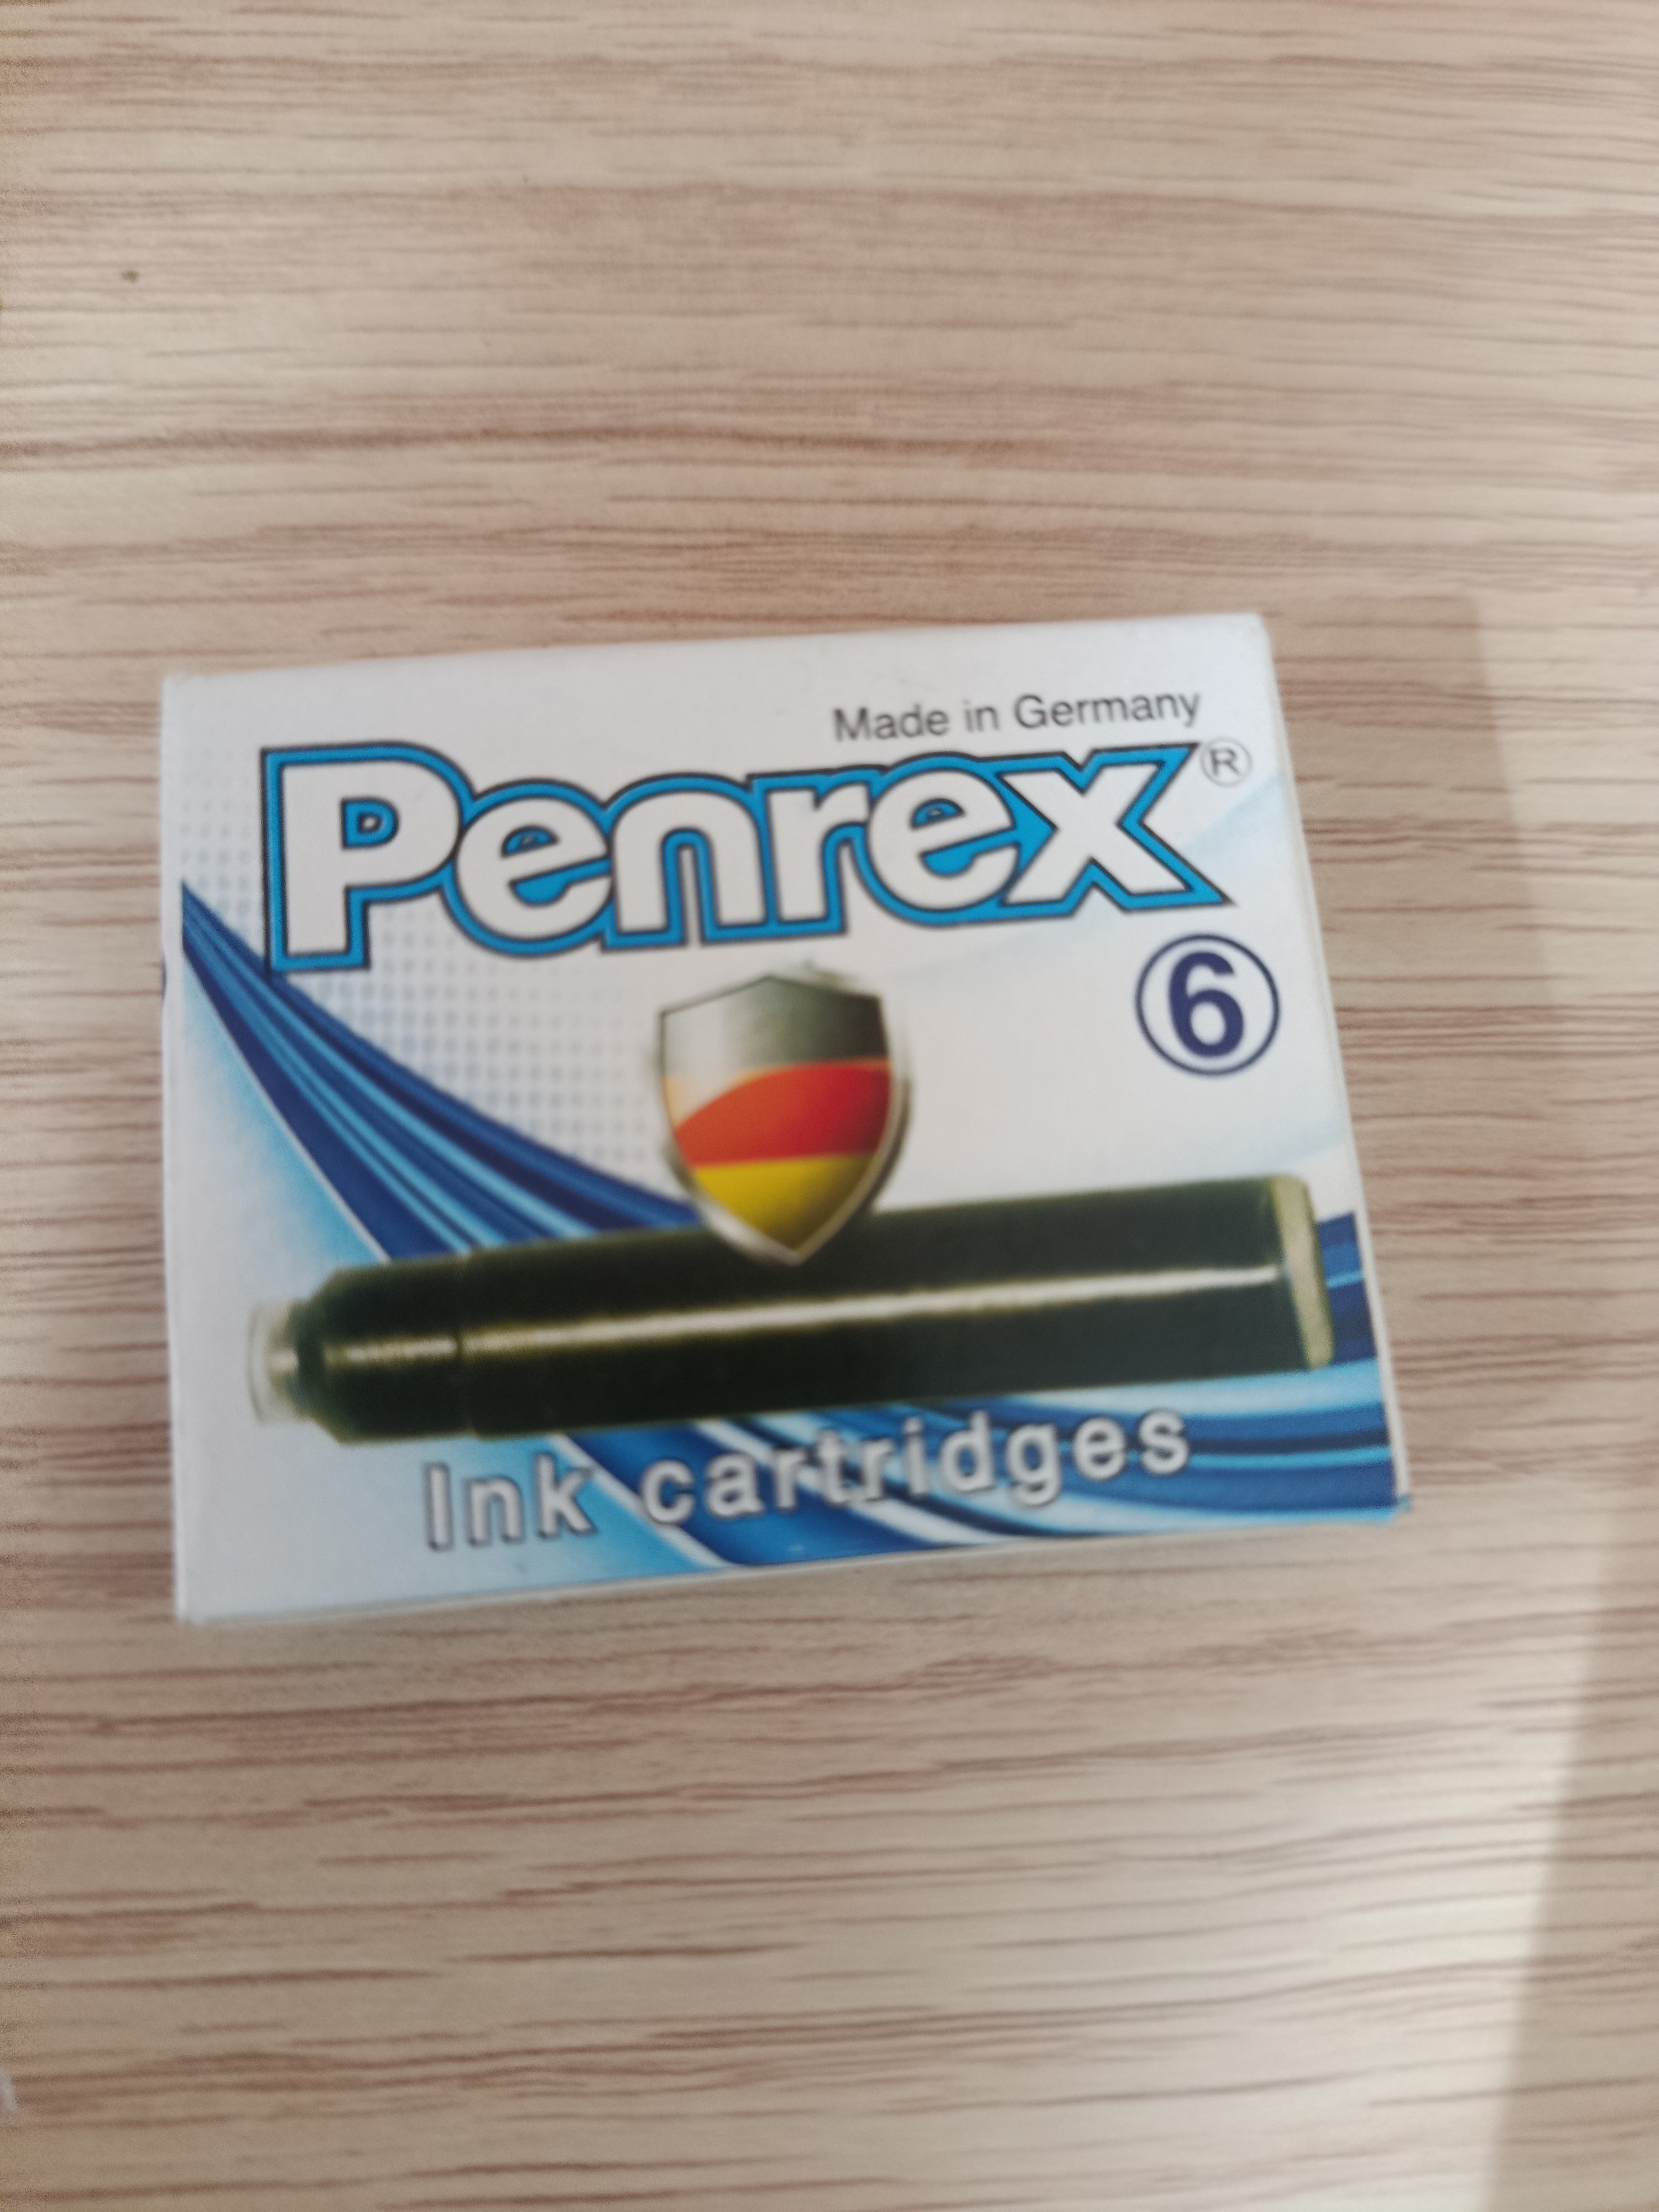 Made in Germany
Penrex®
6
Ink cartridges